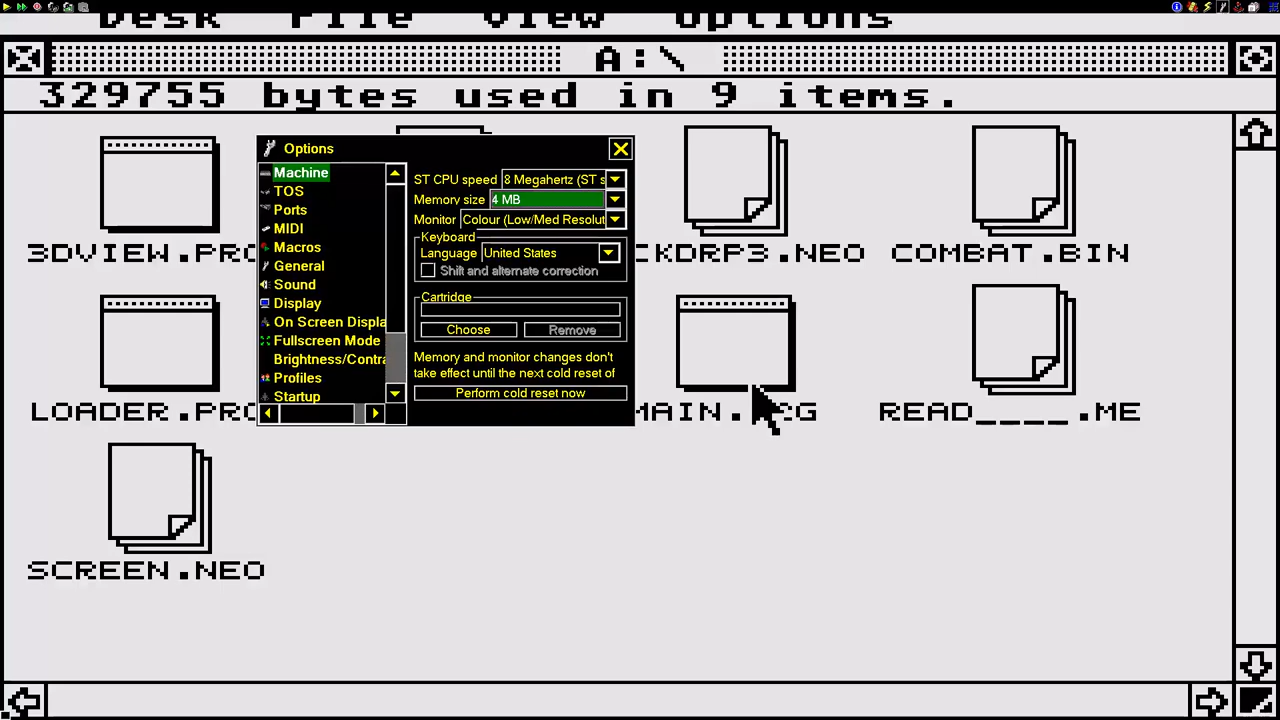 Desk File View Options
A:\
329755 bytes used in 9 items.
3DVIEW.PR
CKDRP3.NEO
COMBAT.BIN
LOADER.PR
MAIN.
READ____.ME
SCREEN.NEO
Options
Machine
TOS
Ports
MIDI
Macros
General
Sound
Display
On Screen Displa
Fullscreen Mode
Brightness/Contra
Profiles
Startup
ST CPU speed 8 Megahertz (ST s
Memory size 4 MB
Monitor Colour (Low/Med Resolut
Keyboard
Language United States
Shift and alternate correction
Cartridge
Choose Remove
Memory and monitor changes don't
take effect until the next cold reset of
Perform cold reset now